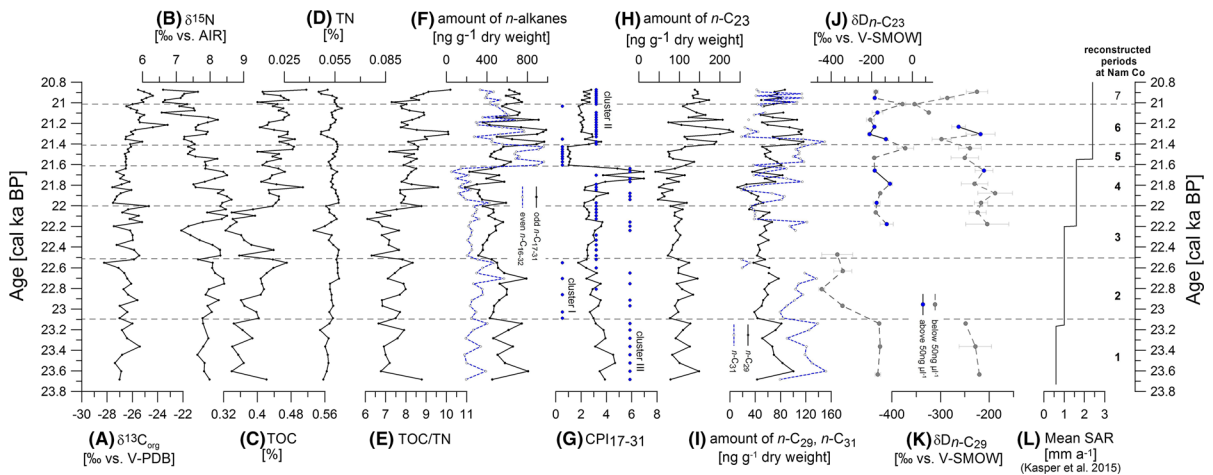 (B) δ15N
[‰ vs. AIR]
(D) TN
[%]
(F) amount of n-alkanes
[ng g-1 dry weight]
(H) amount of n-C23
[ng g-1 dry weight]
(J) δDn-C23
[‰ vs. V-SMOW]
reconstructed
periods
at Nam Co
6 7 8 9
0.025 0.055 0.085
0 400 800
0 80 160 240
-400 -200 0
20.8
21
21.2
21.4
21.6
21.8
22
22.2
22.4
22.6
22.8
23
23.2
23.4
23.6
23.8
Age [cal ka BP]
cluster II
cluster I
cluster III
odd n-C17-31
even n-C16-32
n-C29
n-C31
below 50ng µl-1
above 50ng µl-1
7
6
5
4
3
2
1
20.8
21
21.2
21.4
21.6
21.8
22
22.2
22.4
22.6
22.8
23
23.2
23.4
23.6
23.8
Age [cal ka BP]
-30 -28 -26 -24 -22
0.32 0.4 0.48 0.56
6 7 8 9 10 11
0 2 4 6 8
0 40 80 120 160
-300 -250 -200 -150
0 1 2 3
(A) δ13Corg
[‰ vs. V-PDB]
(C) TOC
[%]
(E) TOC/TN
(G) CPI17-31
(I) amount of n-C29, n-C31
[ng g-1 dry weight]
(K) δDn-C29
[‰ vs. V-SMOW]
(L) Mean SAR
[mm a-1]
(Kasper et al. 2015)